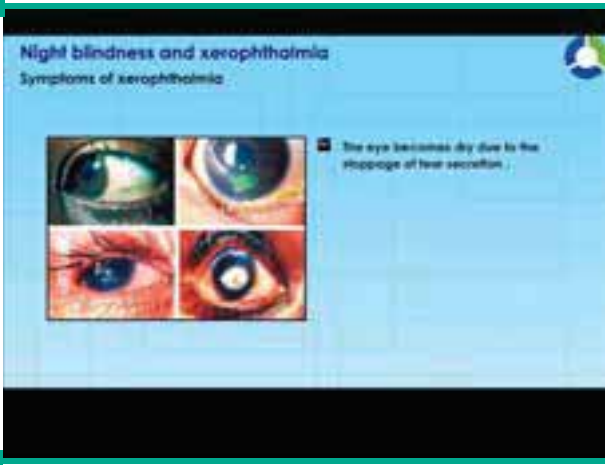 Night blindness and xerophthalmia
Symptoms of xerophthalmia
The eye becomes dry due to the
stoppage of tear secretion .